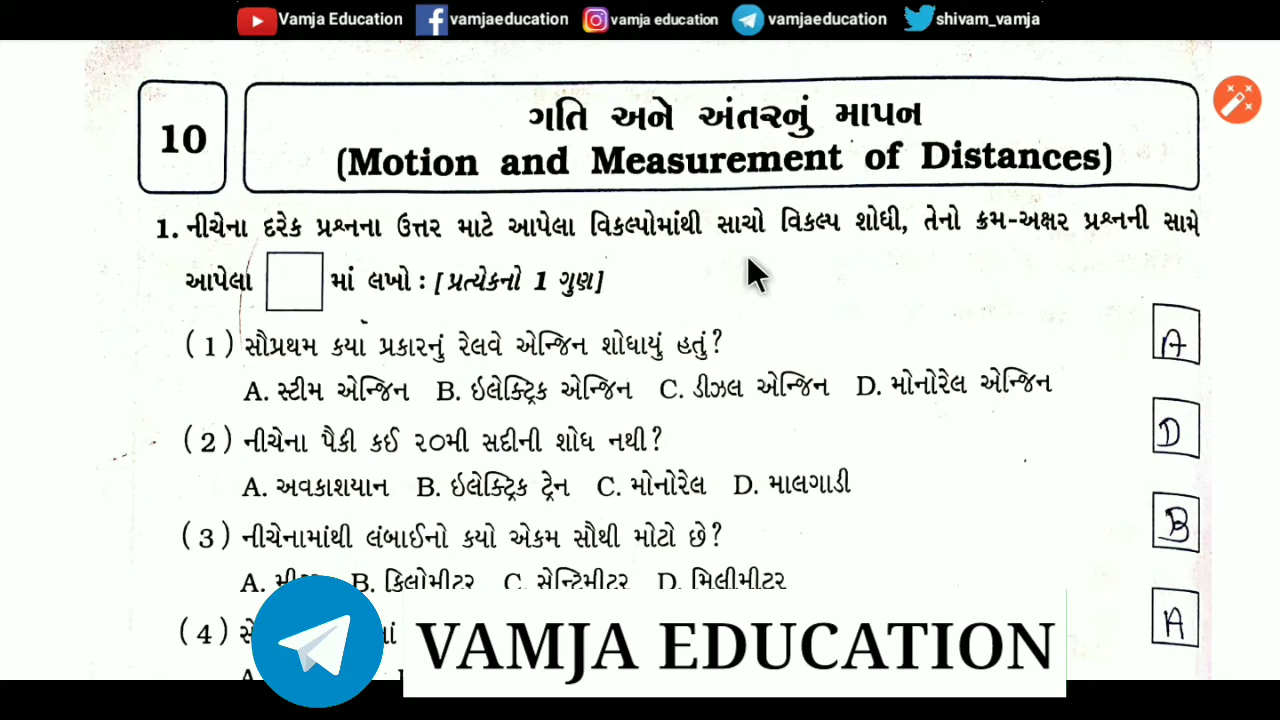 Vamja Education vamjaeducation vamja education vamjaeducation shivam_vamja
10
ગતિ અને અંતરનું માપન
(Motion and Measurement of Distances)
1. નીચેના દરેક પ્રશ્નના ઉત્તર માટે આપેલા વિકલ્પોમાંથી સાચો વિકલ્પ શોધી, તેનો ક્રમ-અક્ષર પ્રશ્નની સામે
આપેલા માં લખો : [પ્રત્યેકનો 1 ગુણ]
(1) સૌપ્રથમ કયા પ્રકારનું રેલવે એન્જિન શોધાયું હતું? A
A. સ્ટીમ એન્જિન B. ઇલેક્ટ્રિક એન્જિન C. ડીઝલ એન્જિન D. મોનોરેલ એન્જિન
(2) નીચેના પૈકી કઈ ૨૦મી સદીની શોધ નથી? D
A. અવકાશયાન B. ઇલેક્ટ્રિક ટ્રેન C. મોનોરેલ D. માલગાડી
(3) નીચેનામાંથી લંબાઈનો કયો એકમ સૌથી મોટો છે? B
A. B. કિલોમીટર C. સેન્ટિમીટર D. મિલીમીટર
(4) A
VAMJA EDUCATION